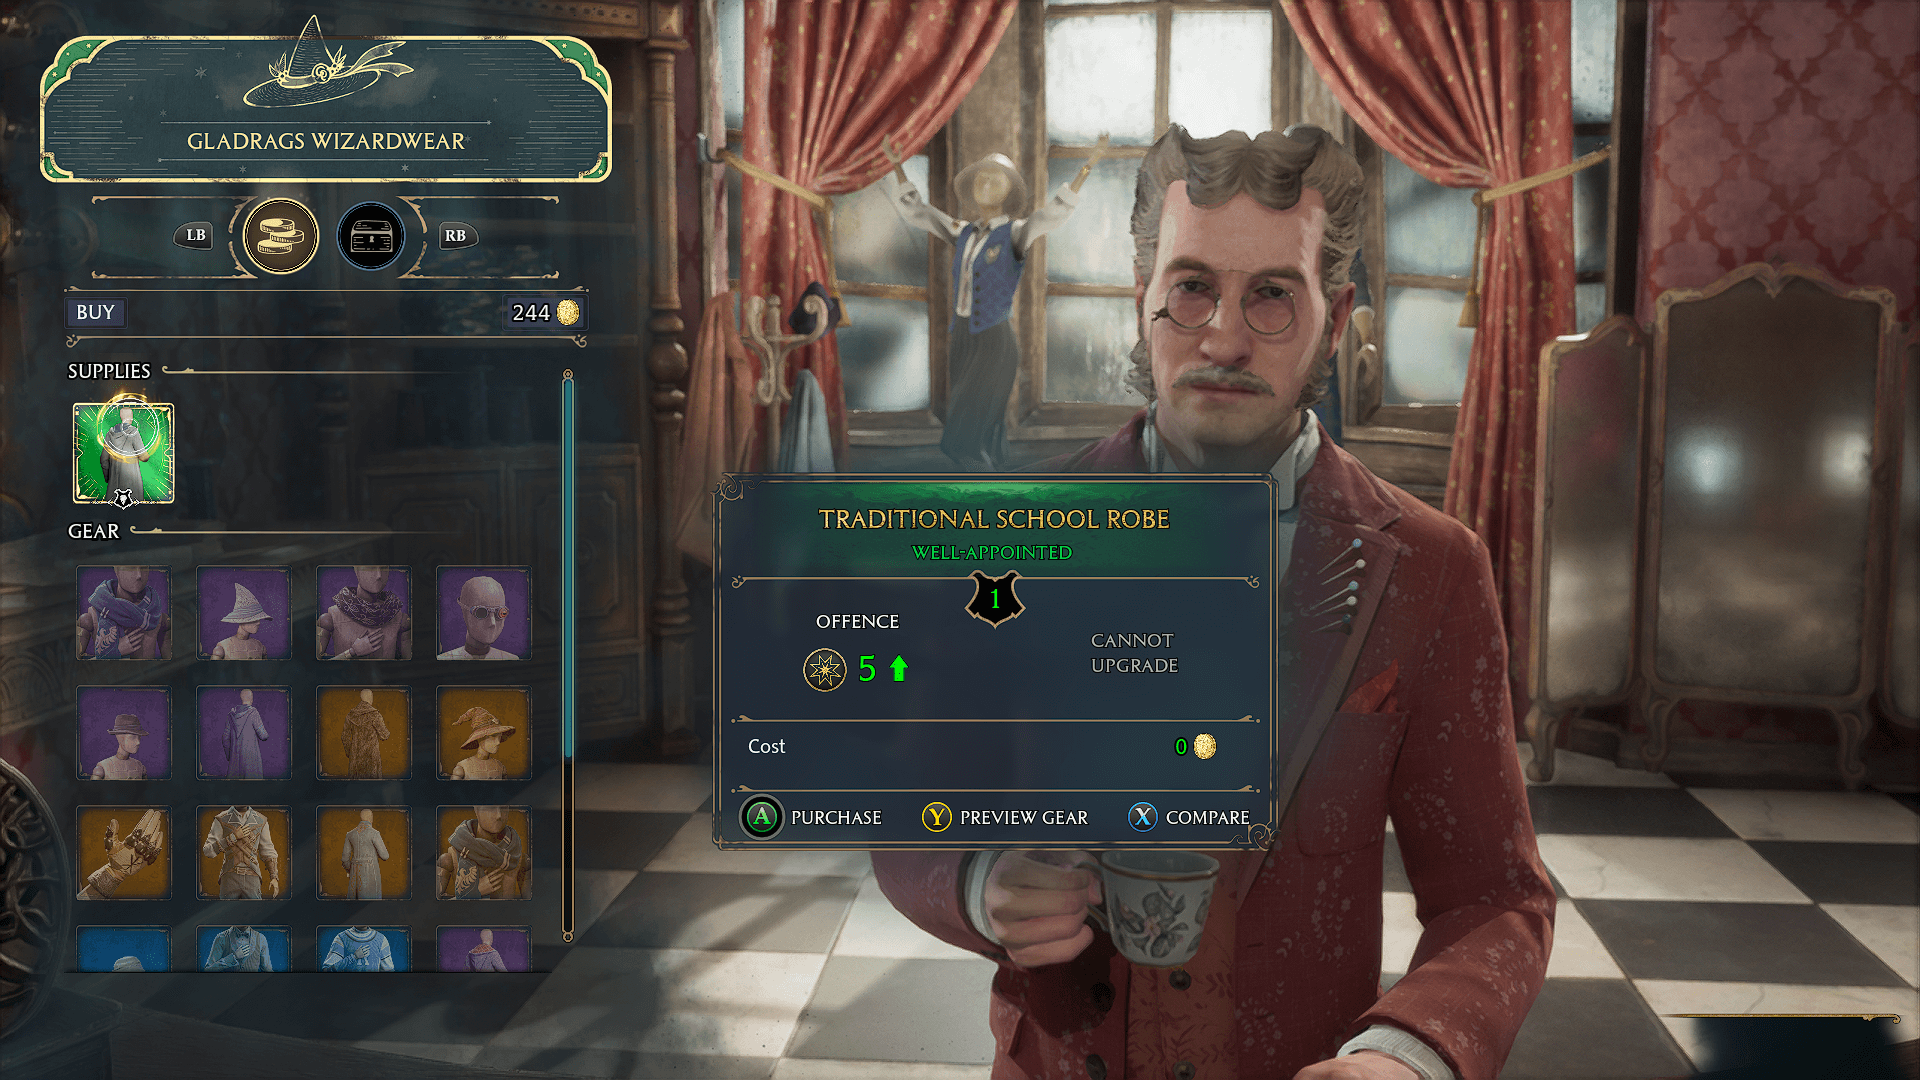 GLADRAGS WIZARDWEAR
LB
RB
BUY
244
SUPPLIES
GEAR
TRADITIONAL SCHOOL ROBE
WELL-APPOINTED
1
OFFENCE
5
CANNOT
UPGRADE
Cost
0
A PURCHASE
Y PREVIEW GEAR
X COMPARE